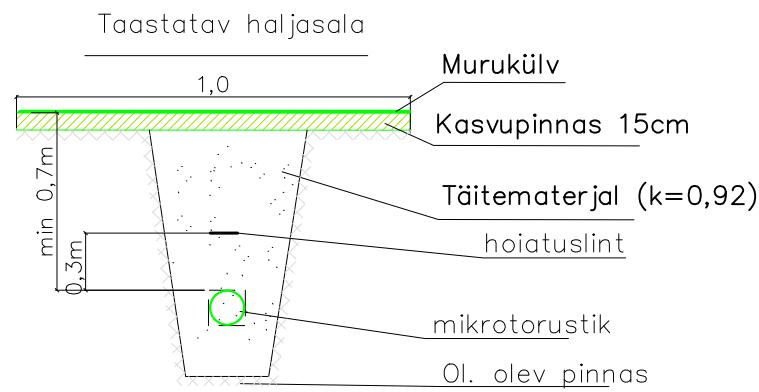 Taastatav haljasala
1,0
Murukülv
Kasvupinnas 15cm
min 0,7m
0,3m
Täitematerjal (k=0,92)
hoiatuslint
mikrotorustik
Ol. olev pinnas